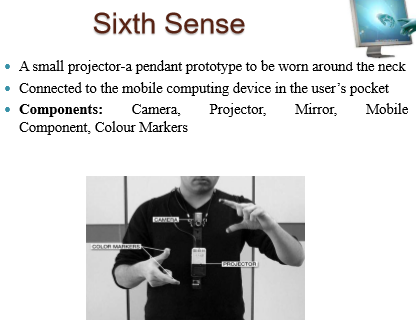 Sixth Sense
• A small projector-a pendant prototype to be worn around the neck
• Connected to the mobile computing device in the user's pocket
• Components: Camera, Projector, Mirror, Mobile
Component, Colour Markers
CAMERA
COLOR MARKERS
PROJECTOR